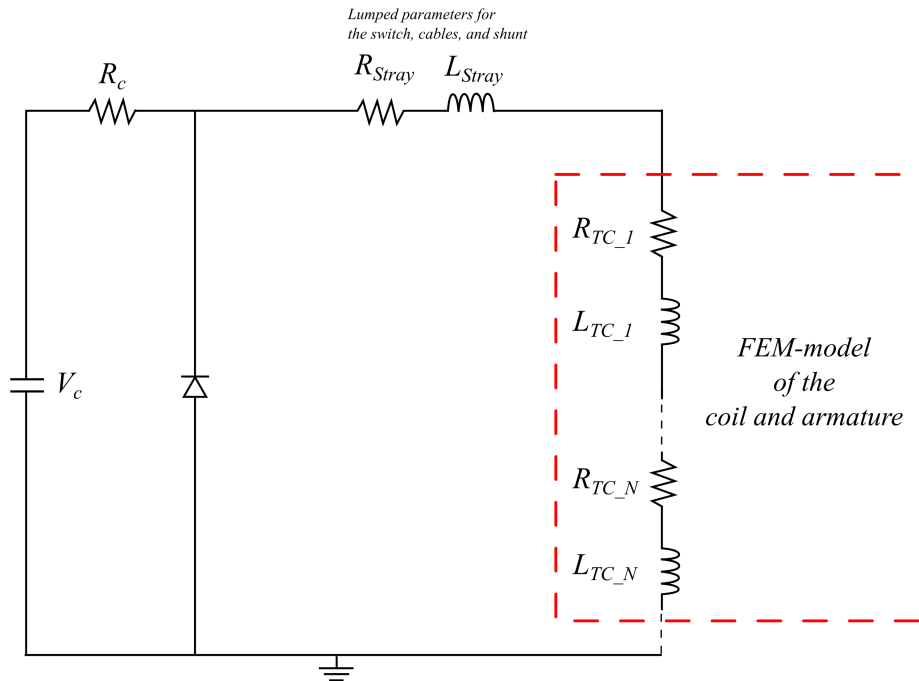 Lumped parameters for
the switch, cables, and shunt
R_c
R_Stray
L_Stray
R_TC_1
L_TC_1
FEM-model
of the
coil and armature
V_c
R_TC_N
L_TC_N